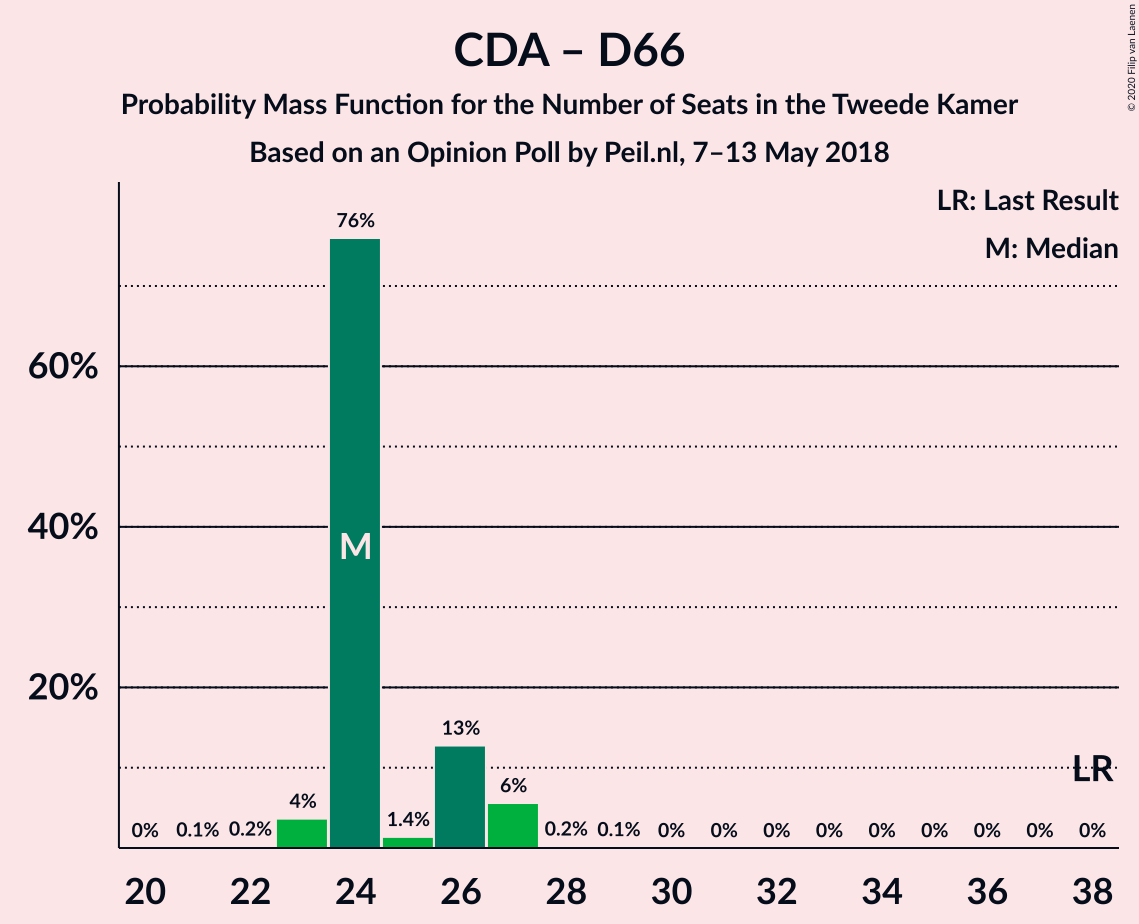 CDA – D66
Probability Mass Function for the Number of Seats in the Tweede Kamer
Based on an Opinion Poll by Peil.nl, 7–13 May 2018
© 2020 Filip van Laenen
LR: Last Result
M: Median
76%
60%
40%
M
20%
13%
LR
6%
4%
1.4%
0% 0.1% 0.2% 0.2% 0.1% 0% 0% 0% 0% 0% 0% 0% 0% 0%
20 22 24 26 28 30 32 34 36 38